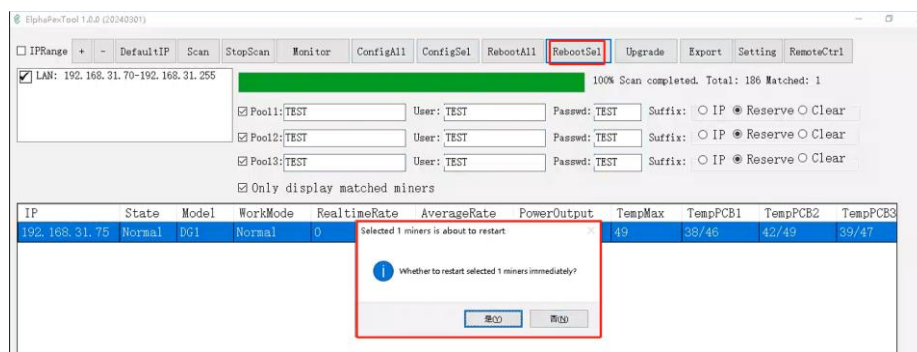 ElphaPexTool 1.0.0 (20240301)
IPRange + - DefaultIP Scan StopScan Monitor ConfigAll ConfigSel RebootAll RebootSel Upgrade Export Setting RemoteCtrl
LAN: 192.168.31.70-192.168.31.255
100% Scan completed. Total: 186 Matched: 1
Pool1: TEST User: TEST Passwd: TEST Suffix: IP Reserve Clear
Pool2: TEST User: TEST Passwd: TEST Suffix: IP Reserve Clear
Pool3: TEST User: TEST Passwd: TEST Suffix: IP Reserve Clear
Only display matched miners
IP State Model WorkMode RealtimeRate AverageRate PowerOutput TempMax TempPCB1 TempPCB2 TempPCB3
192.168.31.75 Normal DG1 Normal 0 49 38/46 42/49 39/47
Selected 1 miners is about to restart
Whether to restart selected 1 miners immediately?
是(Y) 否(N)